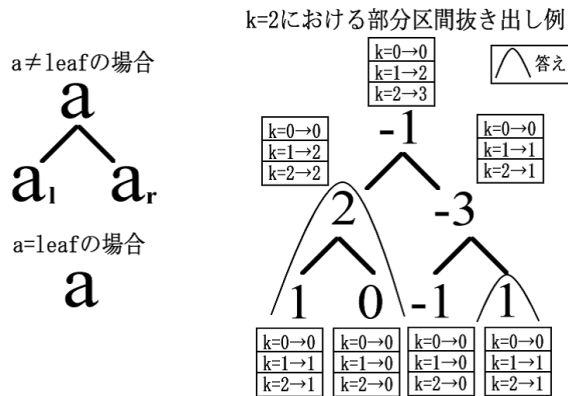 k=2における部分区間抜き出し例
a≠leafの場合
a
al ar
a=leafの場合
a
答え
k=0→0
k=1→2
k=2→3
-1
k=0→0
k=1→2
k=2→2
k=0→0
k=1→1
k=2→1
2 -3
1 0 -1 1
k=0→0 k=0→0 k=0→0 k=0→0
k=1→1 k=1→0 k=1→0 k=1→1
k=2→1 k=2→0 k=2→0 k=2→1